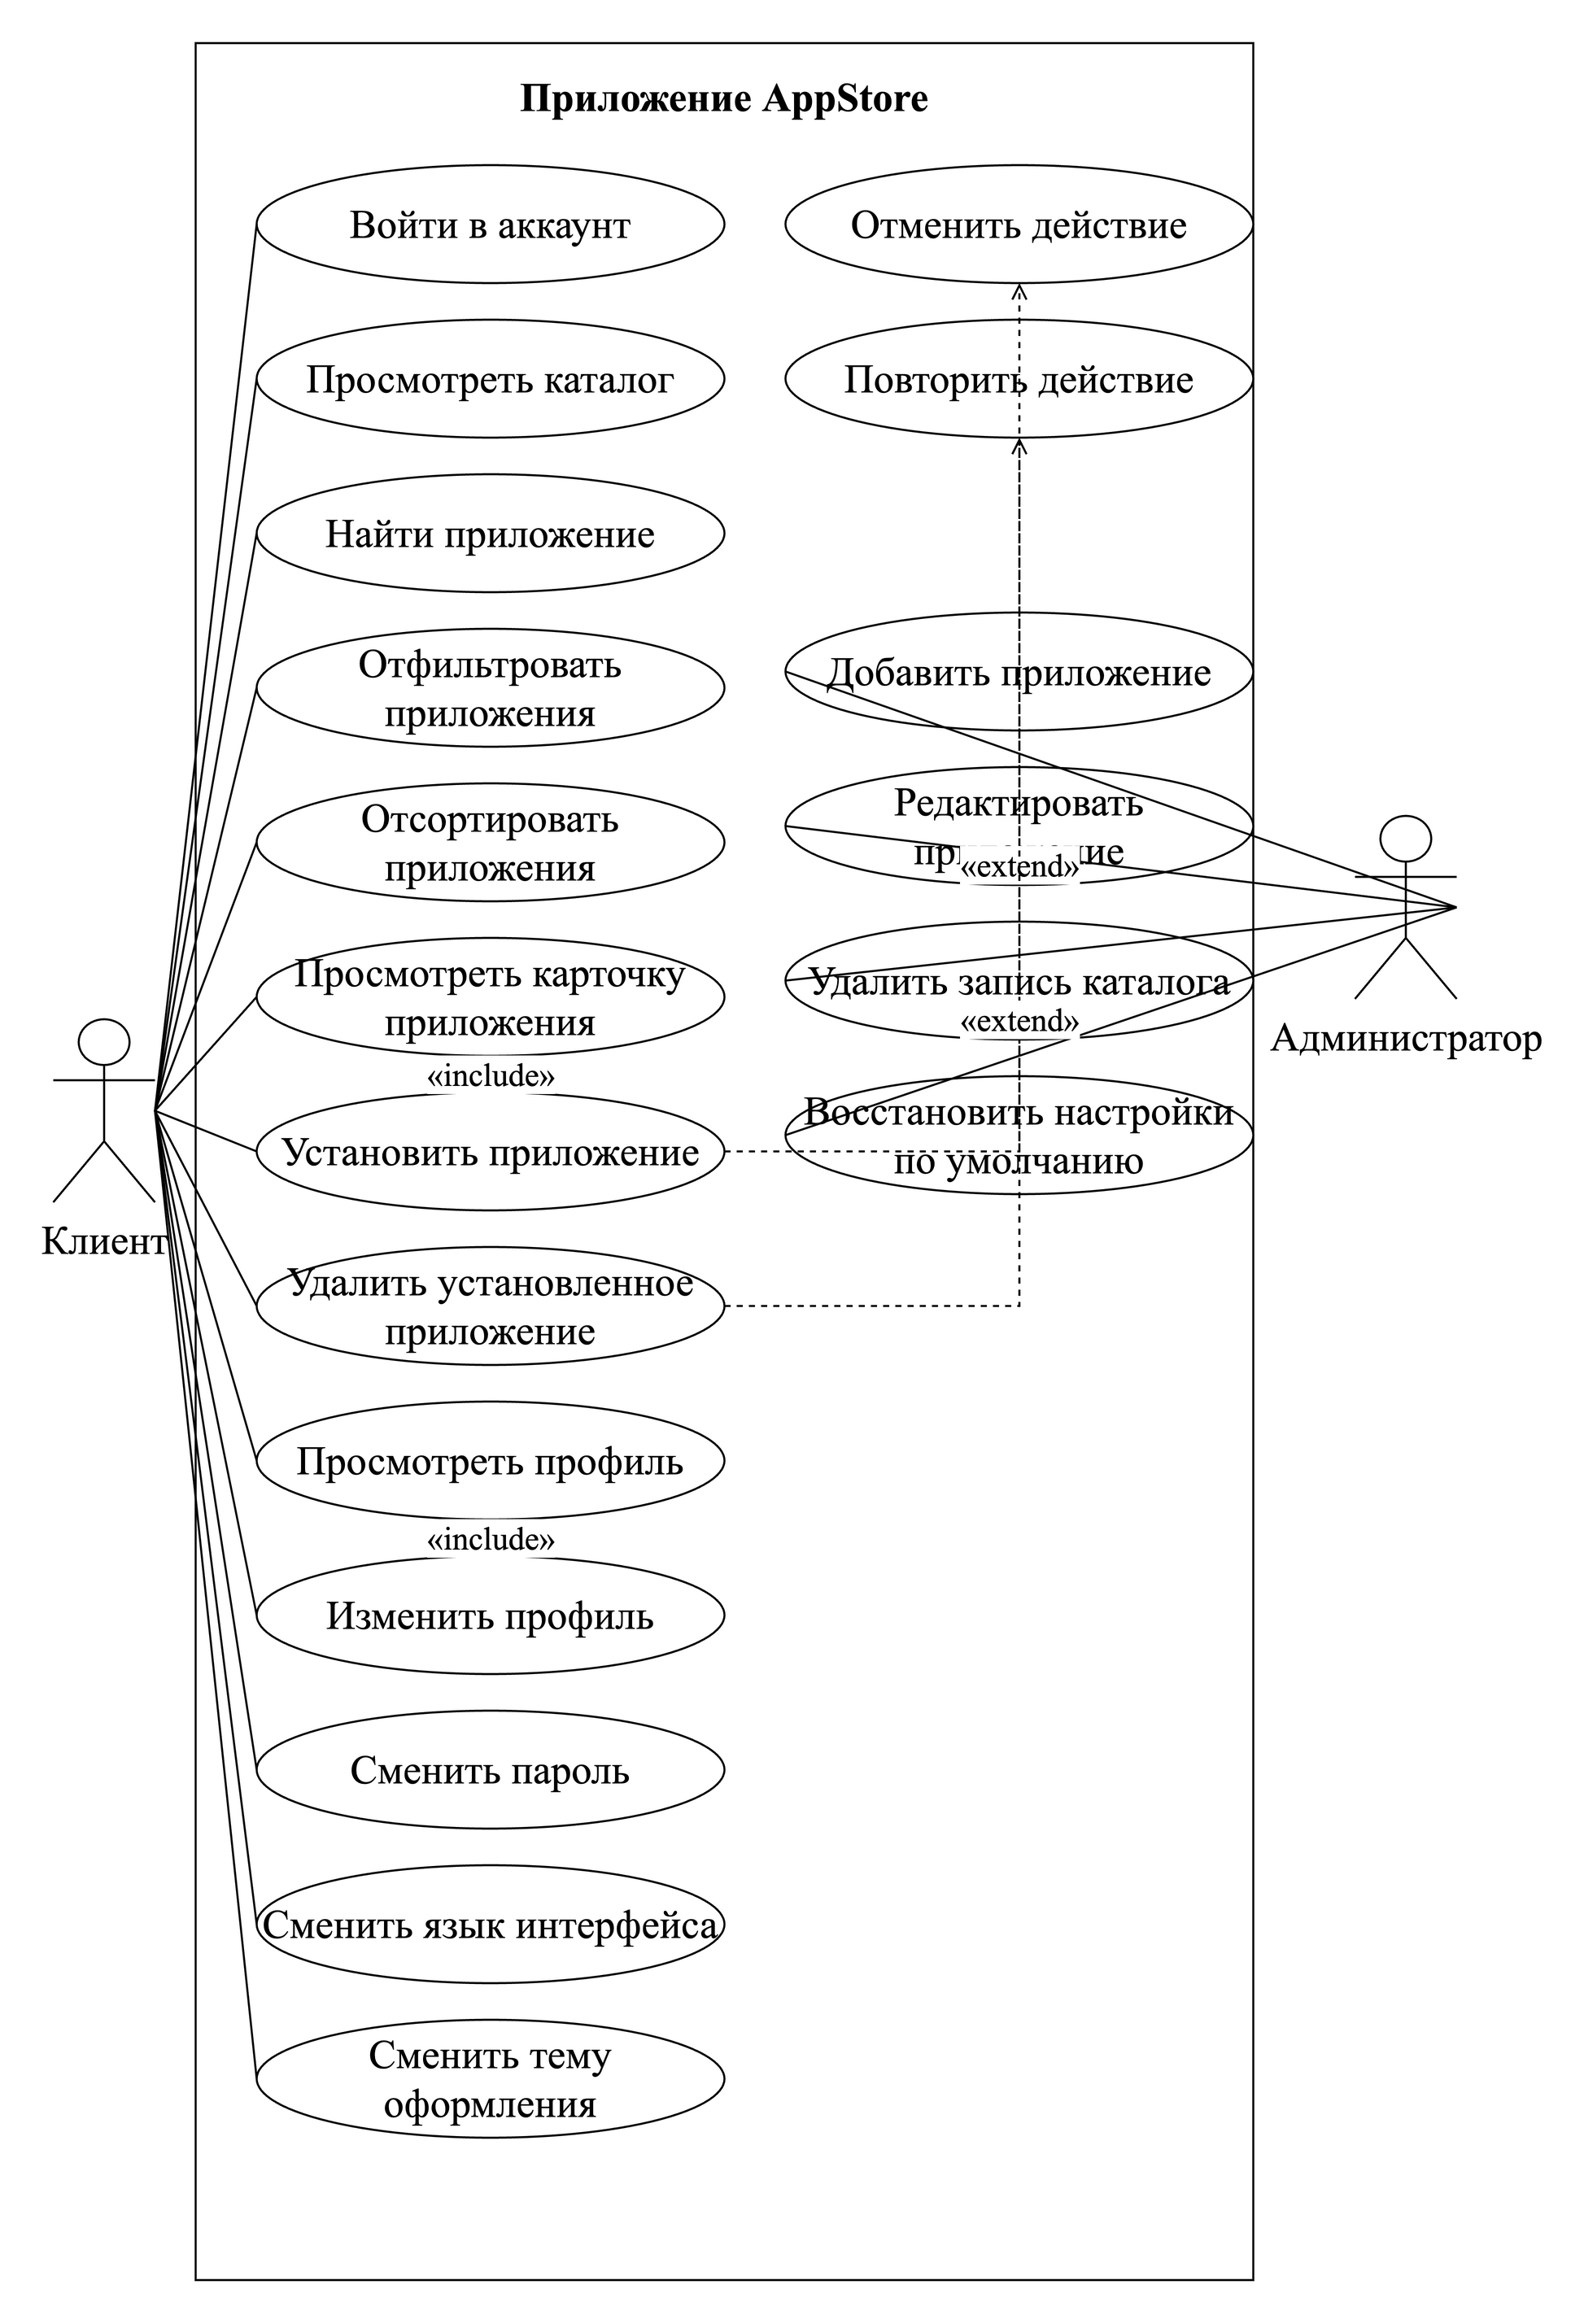 Приложение AppStore
Войти в аккаунт
Отменить действие
Просмотреть каталог
Повторить действие
Найти приложение
Отфильтровать
приложения
Добавить приложение
Отсортировать
приложения
Редактировать
«extend»
Просмотреть карточку
приложения
Удалить запись каталога
«extend»
Администратор
«include»
Установить приложение
Восстановить настройки
по умолчанию
Клиент
Удалить установленное
приложение
Просмотреть профиль
«include»
Изменить профиль
Сменить пароль
Сменить язык интерфейса
Сменить тему
оформления